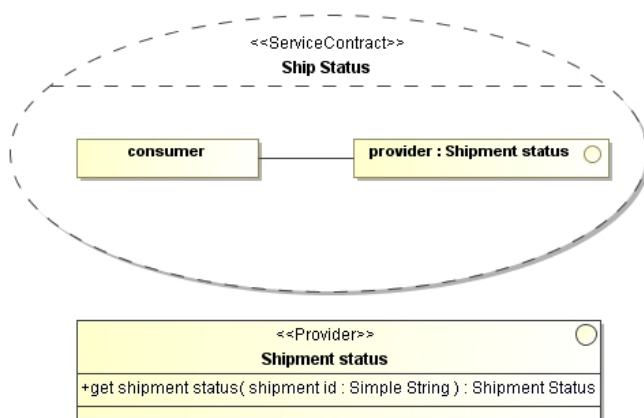 <<ServiceContract>>
Ship Status
consumer
provider : Shipment status
<<Provider>>
Shipment status
+get shipment status( shipment id : Simple String ) : Shipment Status